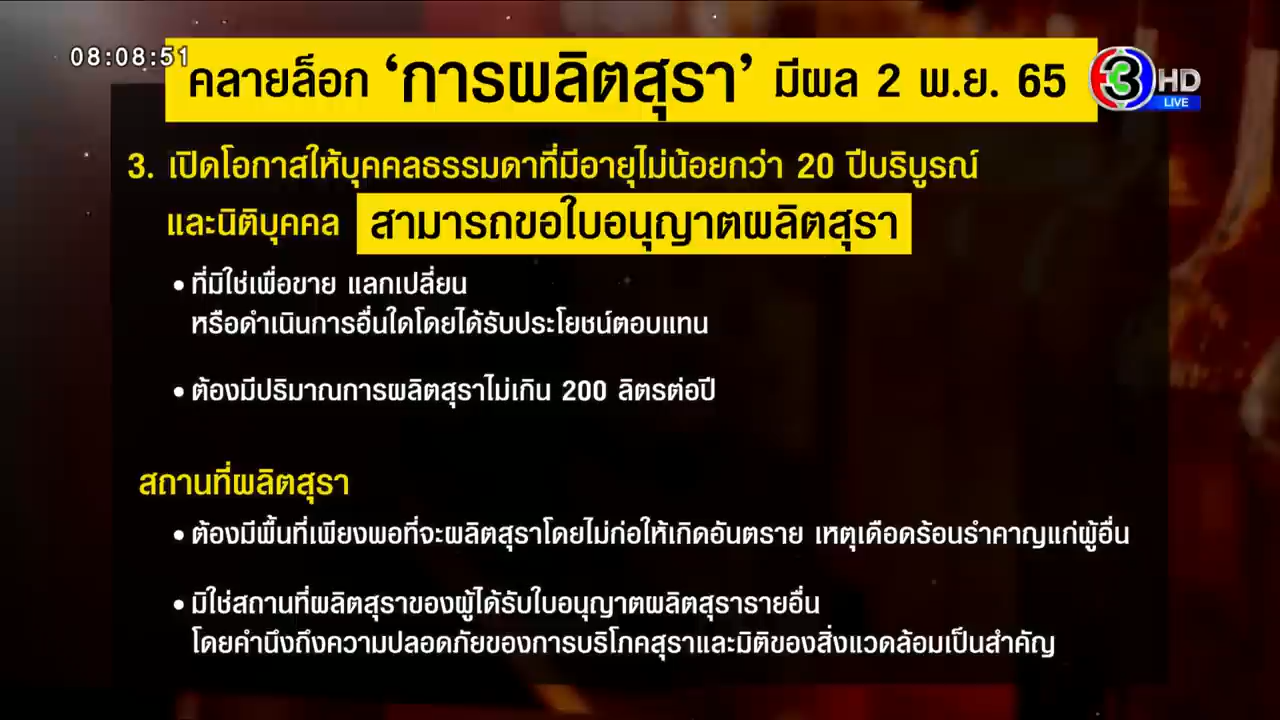 08:08:51
คลายล็อก ‘การผลิตสุรา’ มีผล 2 พ.ย. 65
3 HD
LIVE
3. เปิดโอกาสให้บุคคลธรรมดาที่มีอายุไม่น้อยกว่า 20 ปีบริบูรณ์
และนิติบุคคล สามารถขอใบอนุญาตผลิตสุรา
• ที่มิใช่เพื่อขาย แลกเปลี่ยน
หรือดำเนินการอื่นใดโดยได้รับประโยชน์ตอบแทน
• ต้องมีปริมาณการผลิตสุราไม่เกิน 200 ลิตรต่อปี
สถานที่ผลิตสุรา
• ต้องมีพื้นที่เพียงพอที่จะผลิตสุราโดยไม่ก่อให้เกิดอันตราย เหตุเดือดร้อนรำคาญแก่ผู้อื่น
• มิใช่สถานที่ผลิตสุราของผู้ได้รับใบอนุญาตผลิตสุรารายอื่น
โดยคำนึงถึงความปลอดภัยของการบริโภคสุราและมิติของสิ่งแวดล้อมเป็นสำคัญ